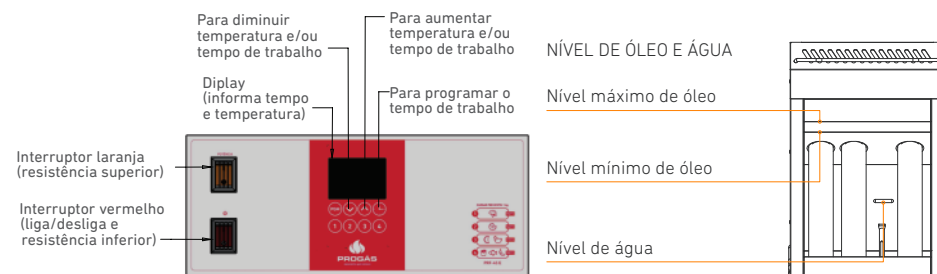 Para diminuir
temperatura e/ou
tempo de trabalho
Para aumentar
temperatura e/ou
tempo de trabalho
Diplay
(informa tempo
e temperatura)
Para programar o
tempo de trabalho
Interruptor laranja
(resistência superior)
Interruptor vermelho
(liga/desliga e
resistência inferior)
1 2 3 4
PROGÁS
NÍVEL DE ÓLEO E ÁGUA
Nível máximo de óleo
Nível mínimo de óleo
Nível de água